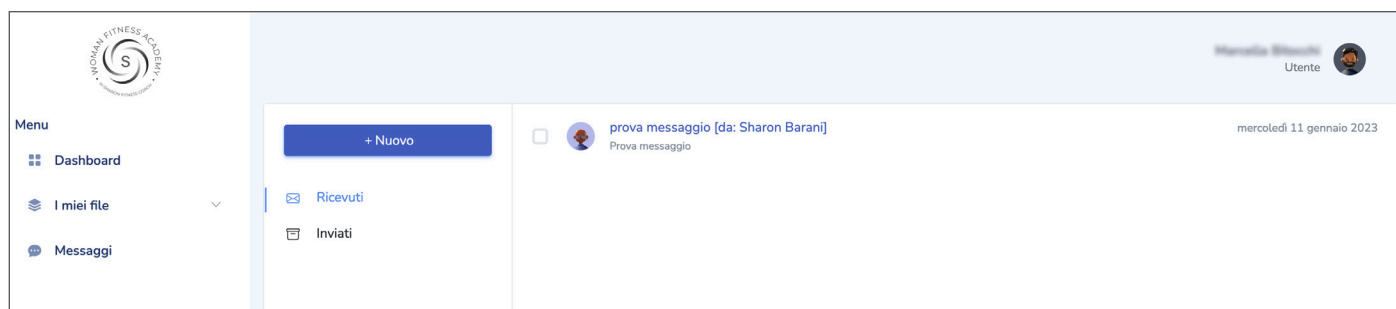 WOMAN FITNESS ACADEMY
S
Menu
Dashboard
I miei file
Messaggi
Utente
+ Nuovo
Ricevuti
Inviati
prova messaggio [da: Sharon Barani]
mercoledì 11 gennaio 2023
Prova messaggio